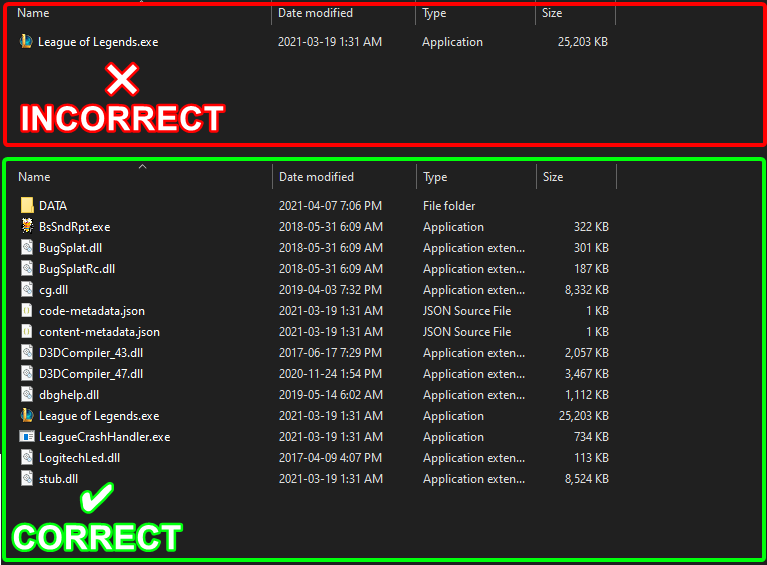 Name Date modified Type Size
League of Legends.exe 2021-03-19 1:31 AM Application 25,203 KB
INCORRECT
Name Date modified Type Size
DATA 2021-04-07 7:06 PM File folder
BsSndRpt.exe 2018-05-31 6:09 AM Application 322 KB
BugSplat.dll 2018-05-31 6:09 AM Application exten... 301 KB
BugSplatRc.dll 2018-05-31 6:09 AM Application exten... 187 KB
cg.dll 2019-04-03 7:32 PM Application exten... 8,332 KB
code-metadata.json 2021-03-19 1:31 AM JSON Source File 1 KB
content-metadata.json 2021-03-19 1:31 AM JSON Source File 1 KB
D3DCompiler_43.dll 2017-06-17 7:29 PM Application exten... 2,057 KB
D3DCompiler_47.dll 2020-11-24 1:54 PM Application exten... 3,467 KB
dbghelp.dll 2019-05-14 6:02 AM Application exten... 1,112 KB
League of Legends.exe 2021-03-19 1:31 AM Application 25,203 KB
LeagueCrashHandler.exe 2021-03-19 1:31 AM Application 734 KB
LogitechLed.dll 2017-04-09 4:07 PM Application exten... 113 KB
stub.dll 2021-03-19 1:31 AM Application exten... 8,524 KB
CORRECT